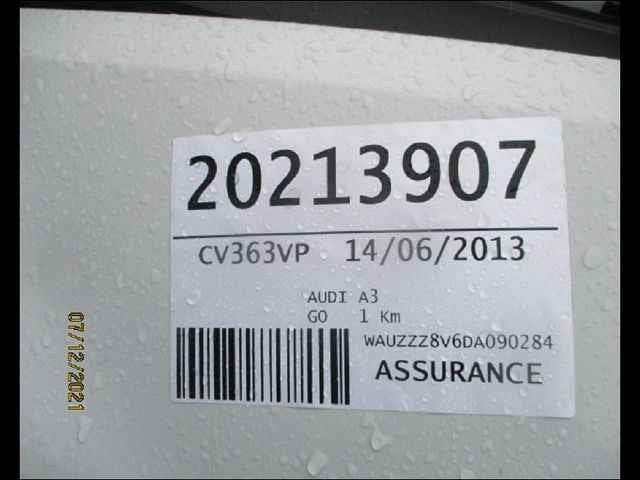 20213907
CV363VP 14/06/2013
AUDI A3
GO 1 Km
WAUZZZ8V6DA090284
ASSURANCE
07/12/2021